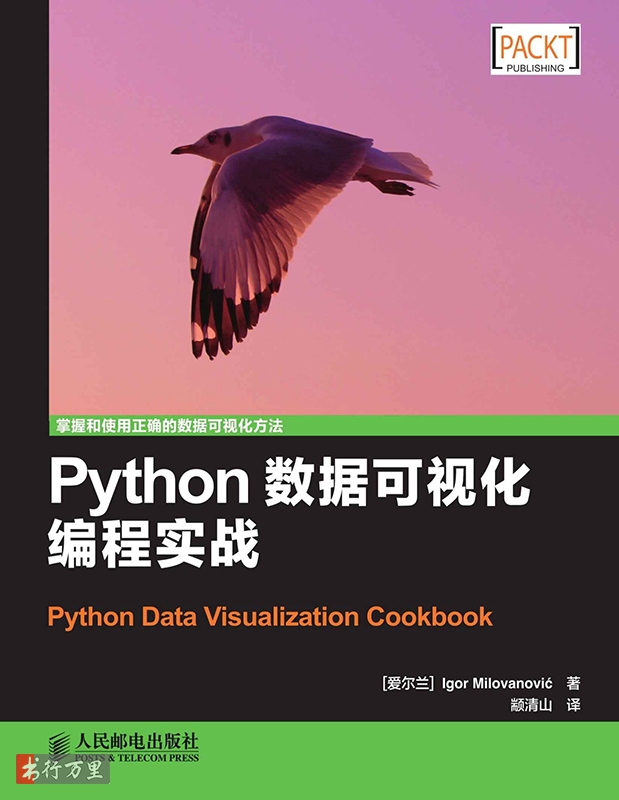 [PACKT]
PUBLISHING
掌握和使用正确的数据可视化方法
Python 数据可视化
编程实战
Python Data Visualization Cookbook
[爱尔兰] Igor Milovanović 著
颛清山 译
人民邮电出版社
POSTS & TELECOM PRESS
书行万里